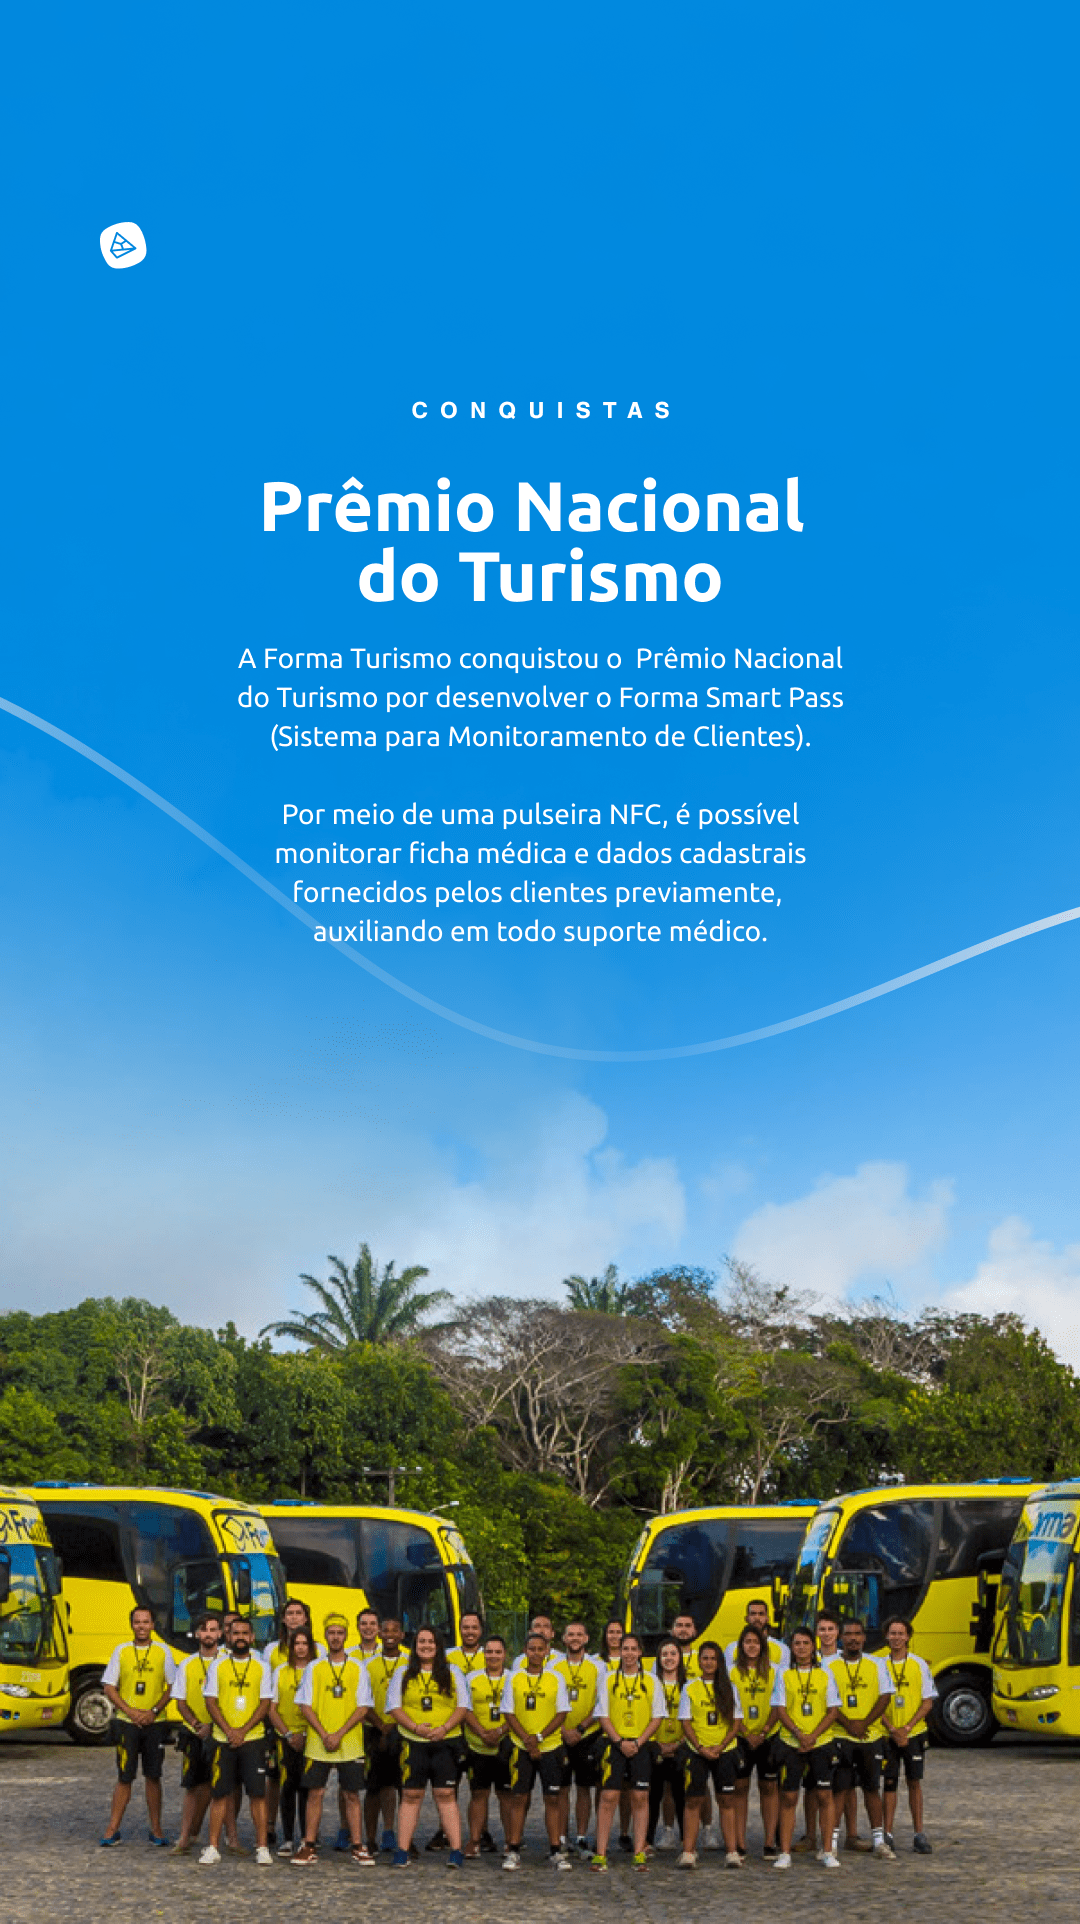 CONQUISTAS
Prêmio Nacional
do Turismo
A Forma Turismo conquistou o  Prêmio Nacional
do Turismo por desenvolver o Forma Smart Pass
(Sistema para Monitoramento de Clientes).
Por meio de uma pulseira NFC, é possível
monitorar ficha médica e dados cadastrais
fornecidos pelos clientes previamente,
auxiliando em todo suporte médico.